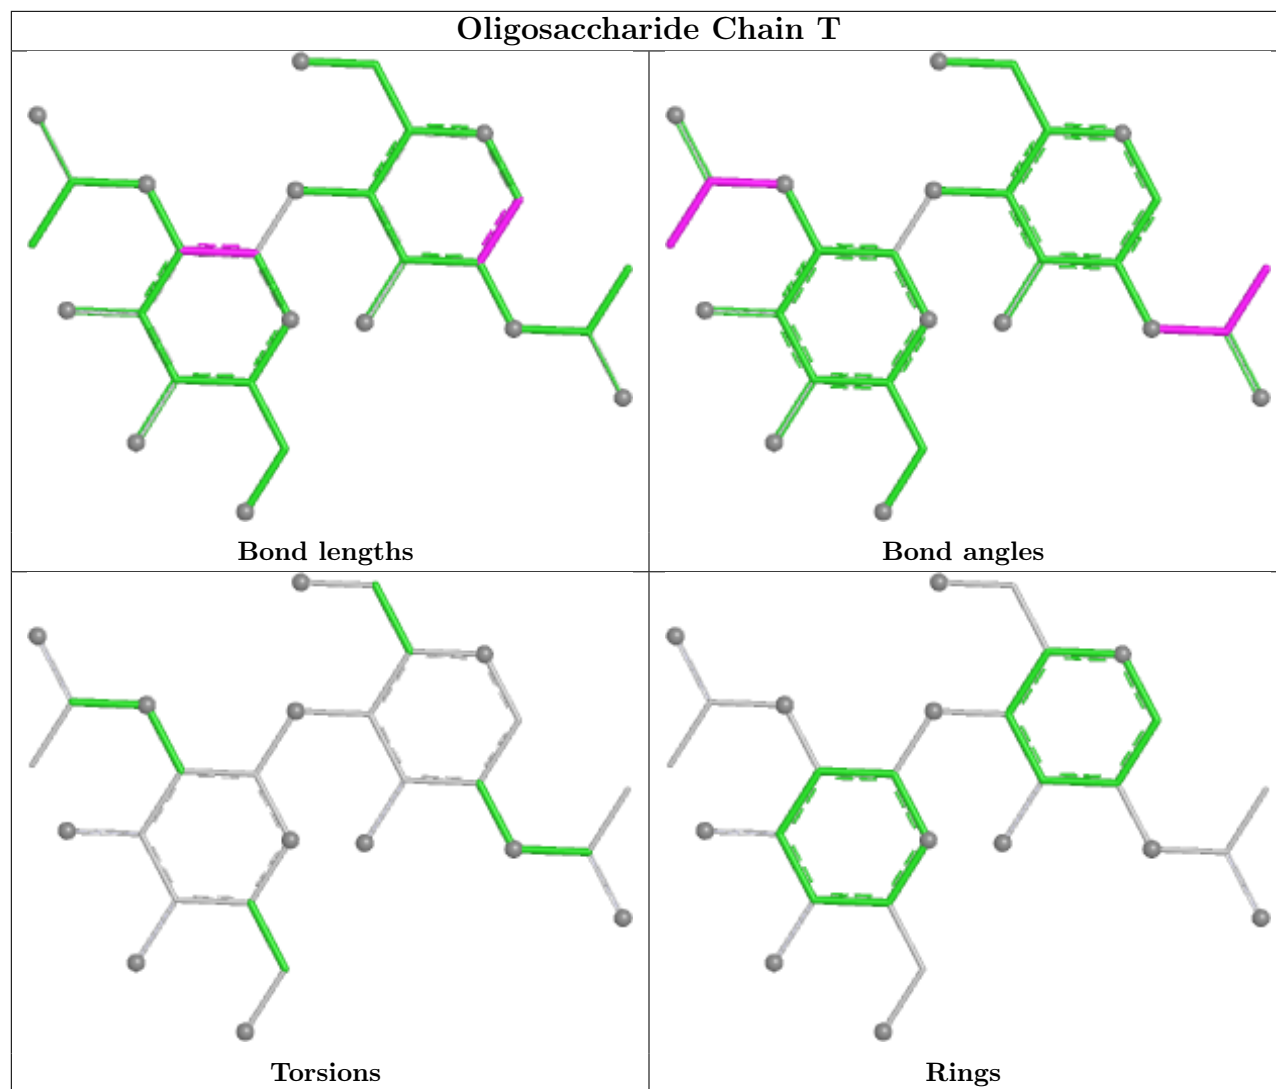 Oligosaccharide Chain T
Bond lengths
Bond angles
Torsions
Rings